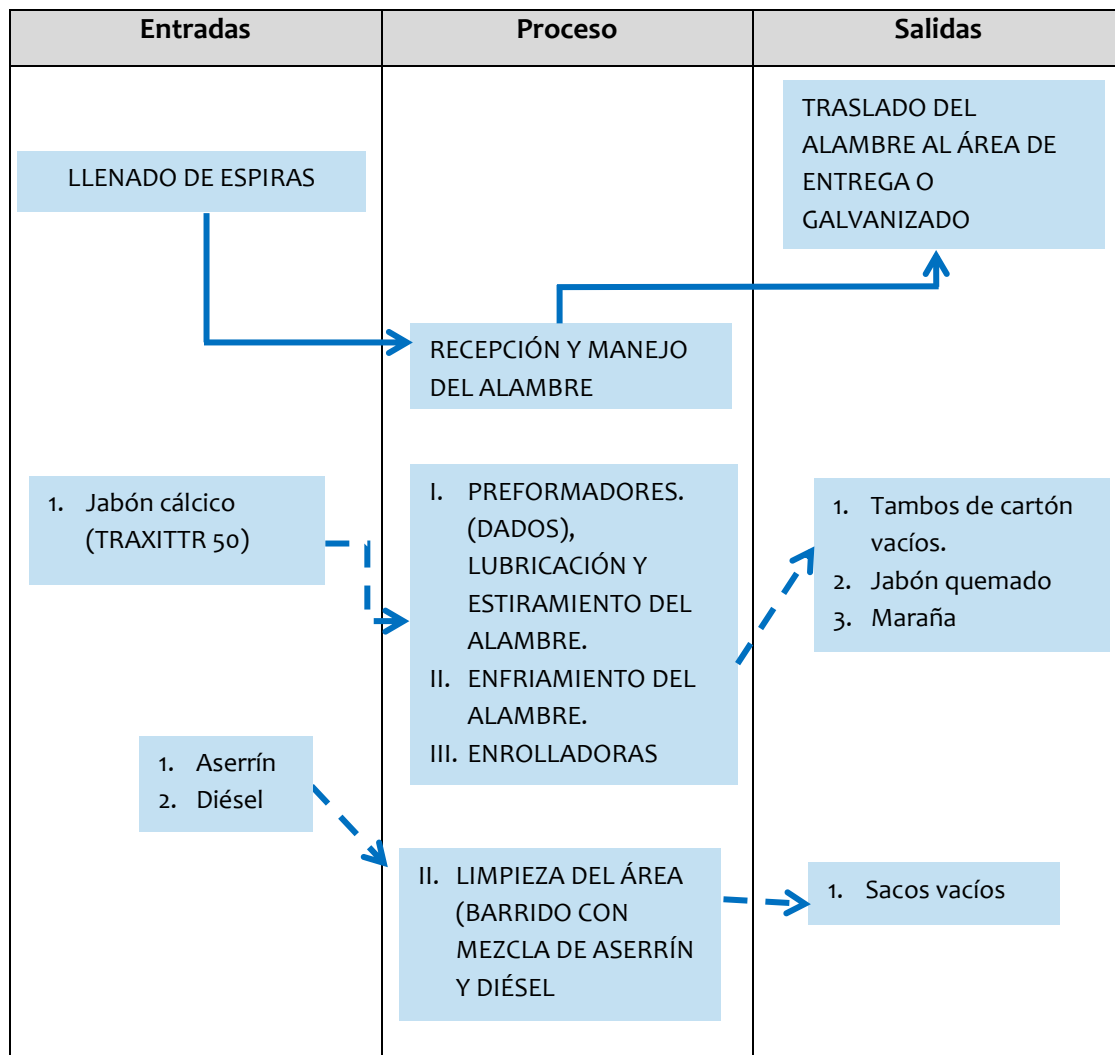 Entradas
Proceso
Salidas
LLENADO DE ESPIRAS
TRASLADO DEL
ALAMBRE AL ÁREA DE
ENTREGA O
GALVANIZADO
RECEPCIÓN Y MANEJO
DEL ALAMBRE
1. Jabón cálcico
(TRAXITTR 50)
I. PREFORMADORES.
(DADOS),
LUBRICACIÓN Y
ESTIRAMIENTO DEL
ALAMBRE.
II. ENFRIAMIENTO DEL
ALAMBRE.
III. ENROLLADORAS
1. Tambos de cartón
vacíos.
2. Jabón quemado
3. Maraña
1. Aserrín
2. Diésel
II. LIMPIEZA DEL ÁREA
(BARRIDO CON
MEZCLA DE ASERRÍN
Y DIÉSEL
1. Sacos vacíos